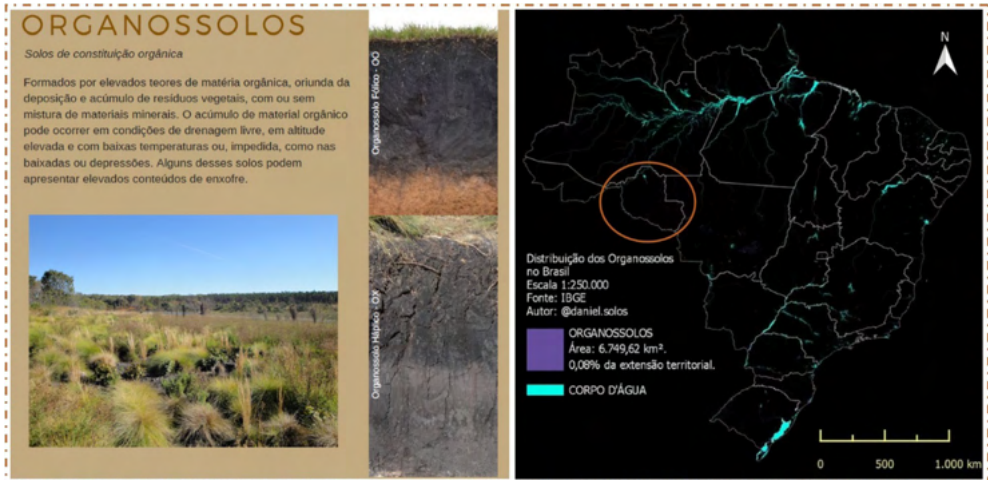 ORGANOSSOLOS
Solos de constituição orgânica
Formados por elevados teores de matéria orgânica, oriunda da
deposição e acúmulo de resíduos vegetais, com ou sem
mistura de materiais minerais. O acúmulo de material orgânico
pode ocorrer em condições de drenagem livre, em altitude
elevada e com baixas temperaturas ou, impedida, como nas
baixadas ou depressões. Alguns desses solos podem
apresentar elevados conteúdos de enxofre.
Organossolo Fólico - OO
Organossolo Háplico - OX
N
Distribuição dos Organossolos
no Brasil
Escala 1:250.000
Fonte: IBGE
Autor: @daniel.solos
ORGANOSSOLOS
Área: 6.749,62 km².
0,08% da extensão territorial.
CORPO D'ÁGUA
0 500 1.000 km